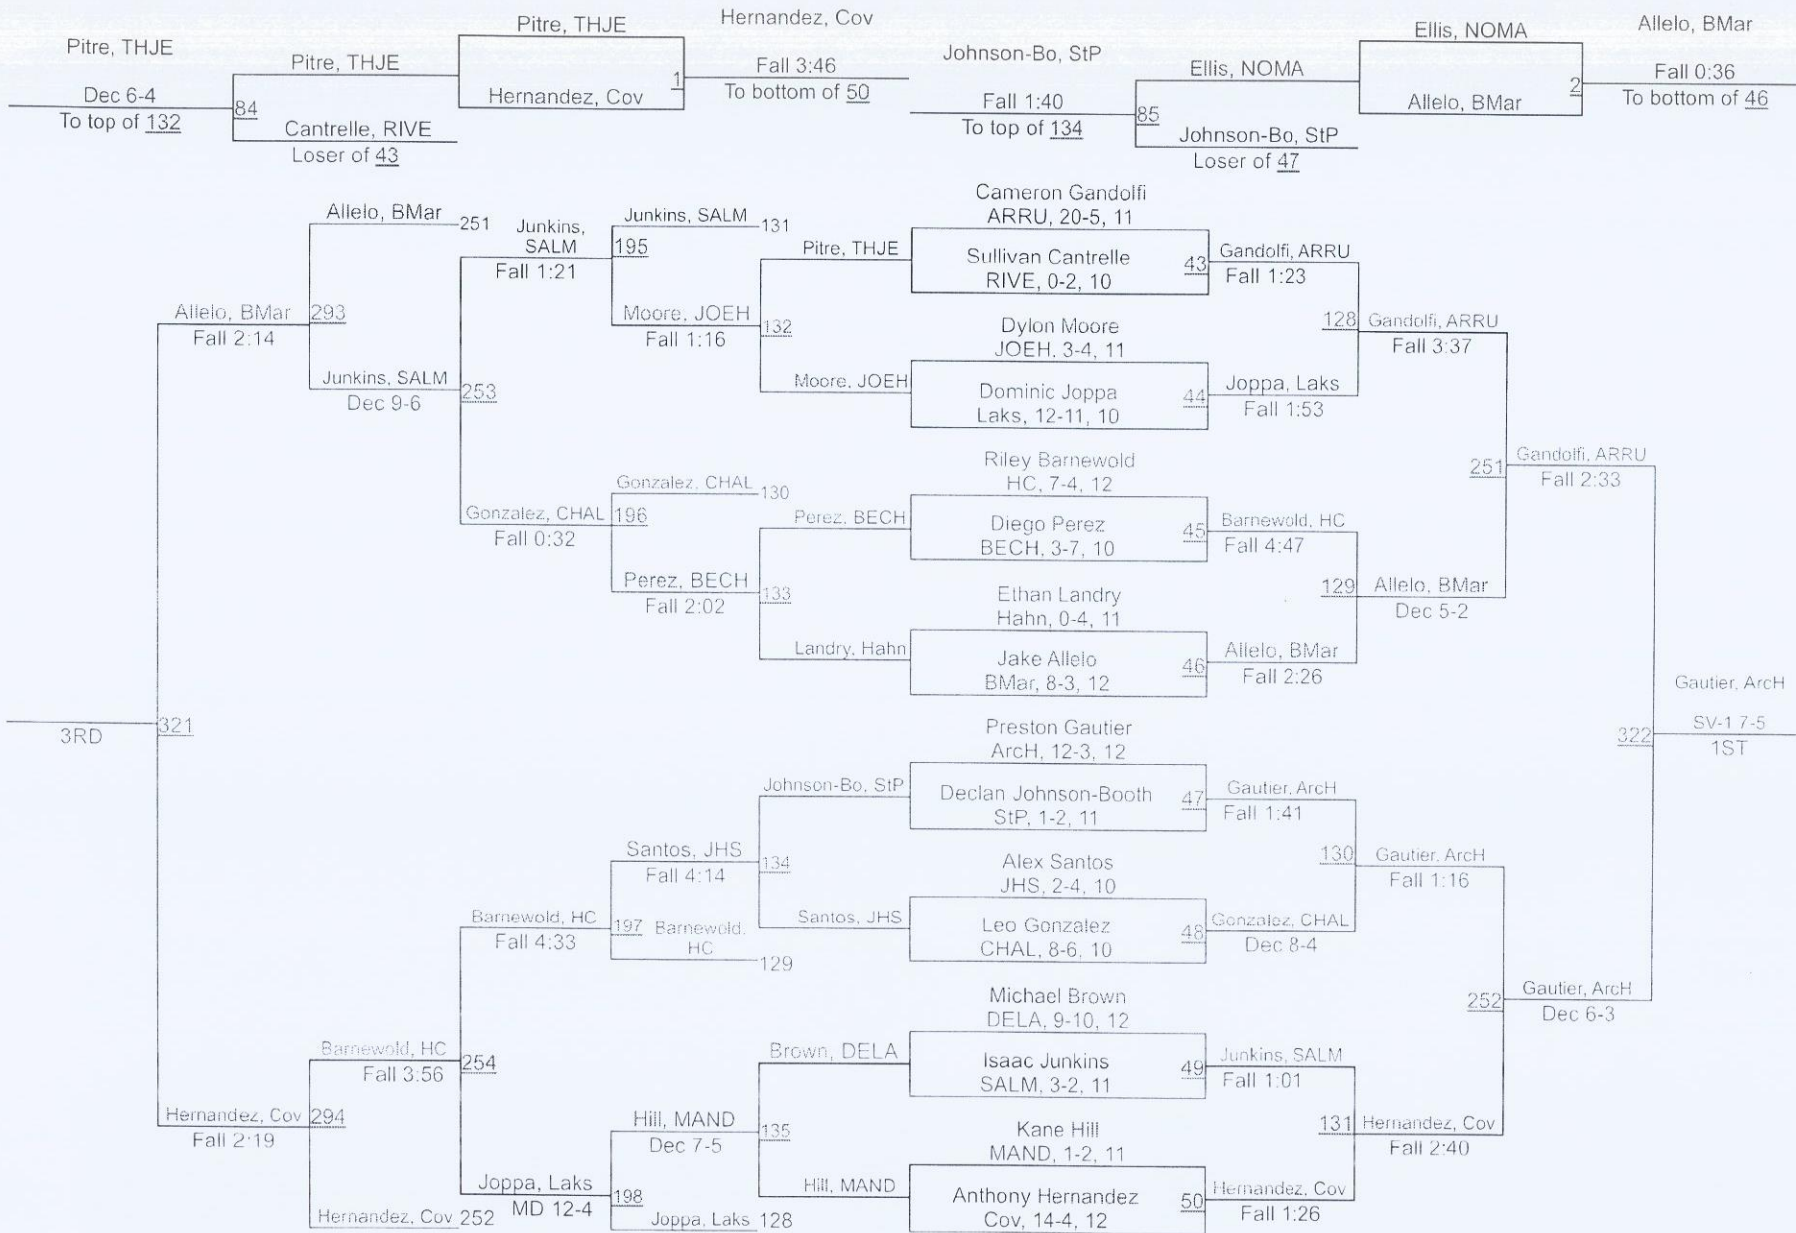 Pitre, THJE
Dec 6-4
To top of 132
Pitre, THJE
84
Cantrelle, RIVE
Loser of 43
Pitre, THJE
1
Hernandez, Cov
Hernandez, Cov
Fall 3:46
To bottom of 50
Johnson-Bo, StP
Fall 1:40
To top of 134
Ellis, NOMA
85
Johnson-Bo, StP
Loser of 47
Ellis, NOMA
2
Allelo, BMar
Allelo, BMar
Fall 0:36
To bottom of 46
3RD
321
Allelo, BMar
Fall 2:14
293
Hernandez, Cov
Fall 2:19
294
Allelo, BMar
251
Junkins, SALM
Dec 9-6
253
Barnewold, HC
Fall 3:56
254
Hernandez, Cov
252
Junkins,
SALM
Fall 1:21
195
Gonzalez, CHAL
Fall 0:32
196
Barnewold, HC
Fall 4:33
197
Joppa, Laks
MD 12-4
198
Junkins, SALM
131
Moore, JOEH
Fall 1:16
132
Gonzalez, CHAL
130
Perez, BECH
Fall 2:02
133
Santos, JHS
Fall 4:14
134
Barnewold,
HC
129
Hill, MAND
Dec 7-5
135
Joppa, Laks
128
Pitre, THJE
Moore, JOEH
Perez, BECH
Landry, Hahn
Johnson-Bo, StP
Santos, JHS
Brown, DELA
Hill, MAND
Cameron Gandolfi
ARRU, 20-5, 11
Sullivan Cantrelle
RIVE, 0-2, 10
43
Dylon Moore
JOEH, 3-4, 11
Dominic Joppa
Laks, 12-11, 10
44
Riley Barnewold
HC, 7-4, 12
Diego Perez
BECH, 3-7, 10
45
Ethan Landry
Hahn, 0-4, 11
Jake Allelo
BMar, 8-3, 12
46
Preston Gautier
ArcH, 12-3, 12
Declan Johnson-Booth
StP, 1-2, 11
47
Alex Santos
JHS, 2-4, 10
Leo Gonzalez
CHAL, 8-6, 10
48
Michael Brown
DELA, 9-10, 12
Isaac Junkins
SALM, 3-2, 11
49
Kane Hill
MAND, 1-2, 11
Anthony Hernandez
Cov, 14-4, 12
50
Gandolfi, ARRU
Fall 1:23
Joppa, Laks
Fall 1:53
Barnewold, HC
Fall 4:47
Allelo, BMar
Fall 2:26
Gautier, ArcH
Fall 1:41
Gonzalez, CHAL
Dec 8-4
Junkins, SALM
Fall 1:01
Hernandez, Cov
Fall 1:26
128
Gandolfi, ARRU
Fall 3:37
129
Allelo, BMar
Dec 5-2
130
Gautier, ArcH
Fall 1:16
131
Hernandez, Cov
Fall 2:40
251
Gandolfi, ARRU
Fall 2:33
252
Gautier, ArcH
Dec 6-3
322
Gautier, ArcH
SV-1 7-5
1ST